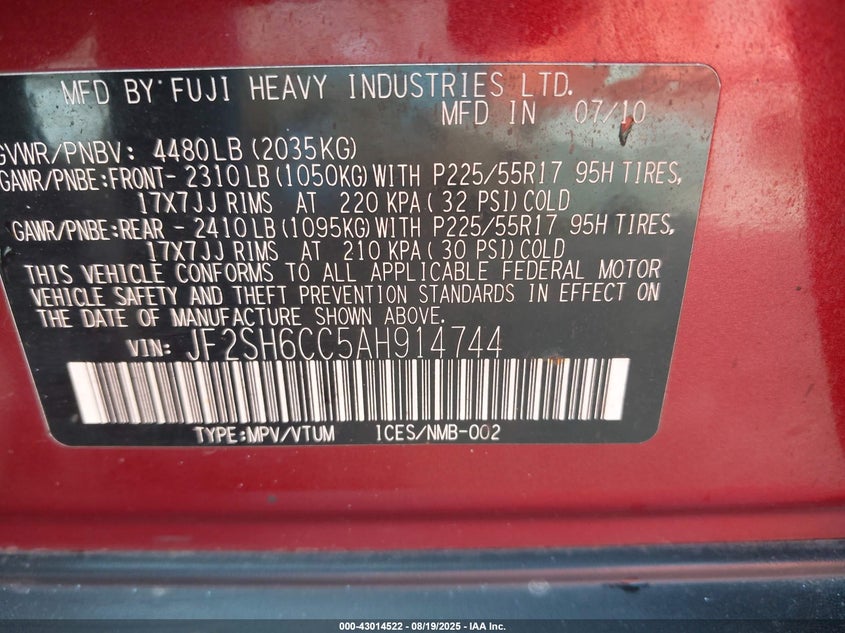 MFD BY FUJI HEAVY INDUSTRIES LTD.
MFD IN 07/10
GVWR/PNBV: 4480LB(2035KG)
GAWR/PNBE:FRONT- 2310LB(1050KG)WITH P225/55R17 95H TIRES,
17X7JJ RIMS AT 220 KPA(32 PSI)COLD
GAWR/PNBE:REAR - 2410LB(1095KG)WITH P225/55R17 95H TIRES,
17X7JJ RIMS AT 210 KPA(30 PSI)COLD
THIS VEHICLE CONFORMS TO ALL APPLICABLE FEDERAL MOTOR
VEHICLE SAFETY AND THEFT PREVENTION STANDARDS IN EFFECT ON
THE DATE OF MANUFACTURE SHOWN ABOVE.
VIN: JF2SH6CC5AH914744
TYPE:MPV/VTUM ICES/NMB-002
000-43014522 - 08/19/2025 - IAA Inc.